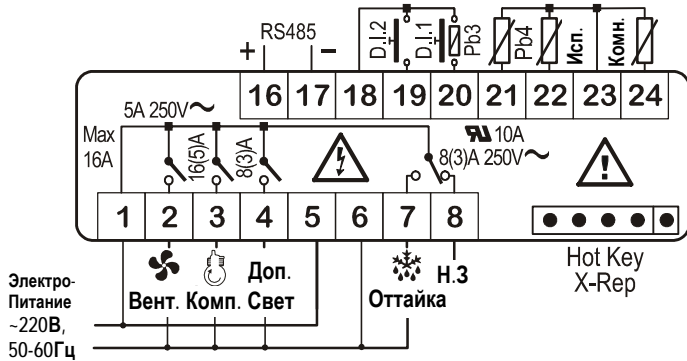 RS485
+ −
D.I.2
D.I.1
Pb3
Pb4
Исп.
Комн.
16 17 18 19 20 21 22 23 24
5A 250V~
Max
16A
16(5)A
8(3)A
10A
8(3)A 250V~
1 2 3 4 5 6 7 8
Hot Key
X-Rep
Вент. Комп.
Доп.
Свет
Оттайка
Н.З
Электро-
Питание
~220В,
50-60Гц